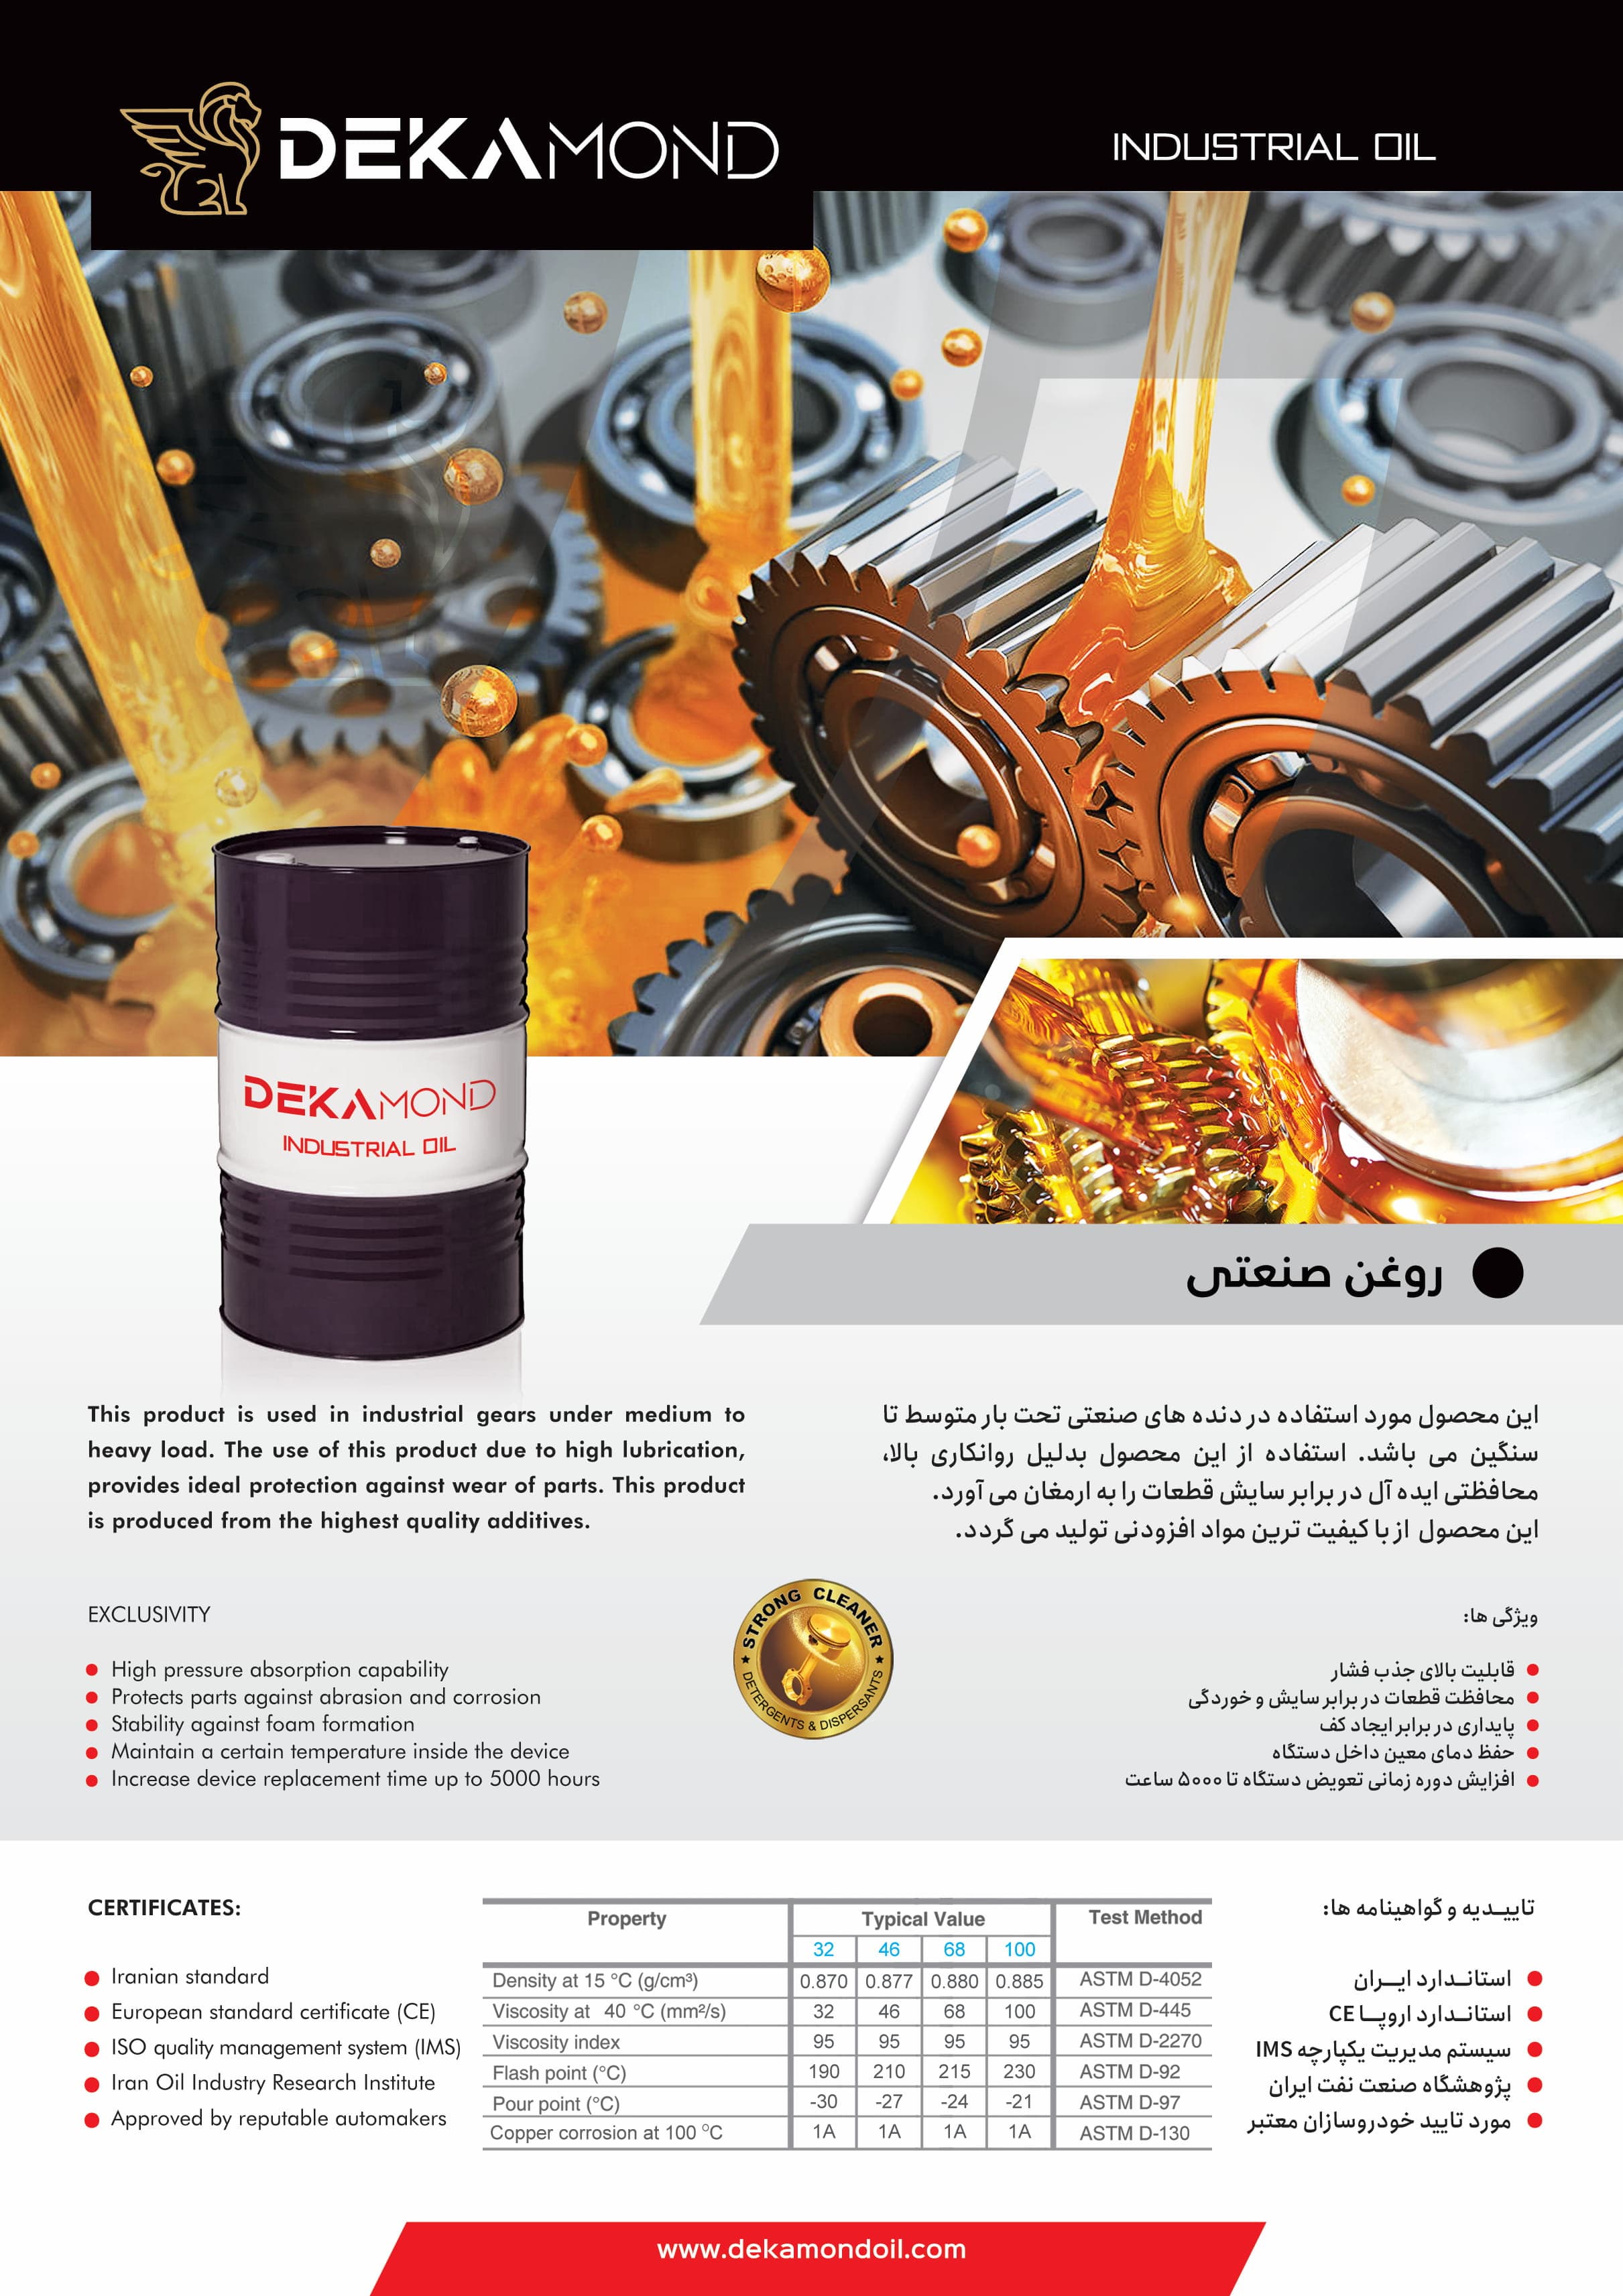 DEKAMOND
INDUSTRIAL OIL
DEKAMOND
INDUSTRIAL OIL
روغن صنعتی
This product is used in industrial gears under medium to
heavy load. The use of this product due to high lubrication,
provides ideal protection against wear of parts. This product
is produced from the highest quality additives.
این محصول مورد استفاده در دنده های صنعتی تحت بار متوسط تا
سنگین می باشد. استفاده از این محصول بدلیل روانکاری بالا،
محافظتی ایده آل در برابر سایش قطعات را به ارمغان می آورد.
این محصول از با کیفیت ترین مواد افزودنی تولید می گردد.
EXCLUSIVITY
High pressure absorption capability
Protects parts against abrasion and corrosion
Stability against foam formation
Maintain a certain temperature inside the device
Increase device replacement time up to 5000 hours
STRONG CLEANER
DETERGENTS & DISPERSANTS
ویژگی ها:
قابلیت بالای جذب فشار
محافظت قطعات در برابر سایش و خوردگی
پایداری در برابر ایجاد کف
حفظ دمای معین داخل دستگاه
افزایش دوره زمانی تعویض دستگاه تا ۵۰۰۰ ساعت
CERTIFICATES:
Iranian standard
European standard certificate (CE)
ISO quality management system (IMS)
Iran Oil Industry Research Institute
Approved by reputable automakers
Property Typical Value Test Method
32 46 68 100
Density at 15 °C (g/cm³) 0.870 0.877 0.880 0.885 ASTM D-4052
Viscosity at 40 °C (mm²/s) 32 46 68 100 ASTM D-445
Viscosity index 95 95 95 95 ASTM D-2270
Flash point (°C) 190 210 215 230 ASTM D-92
Pour point (°C) -30 -27 -24 -21 ASTM D-97
Copper corrosion at 100 °C 1A 1A 1A 1A ASTM D-130
تاییـدیه و گواهینامه ها:
استانـدارد ایـران
استانـدارد اروپـا CE
سیستم مدیریت یکپارچه IMS
پژوهشگاه صنعت نفت ایران
مورد تایید خودروسازان معتبر
www.dekamondoil.com